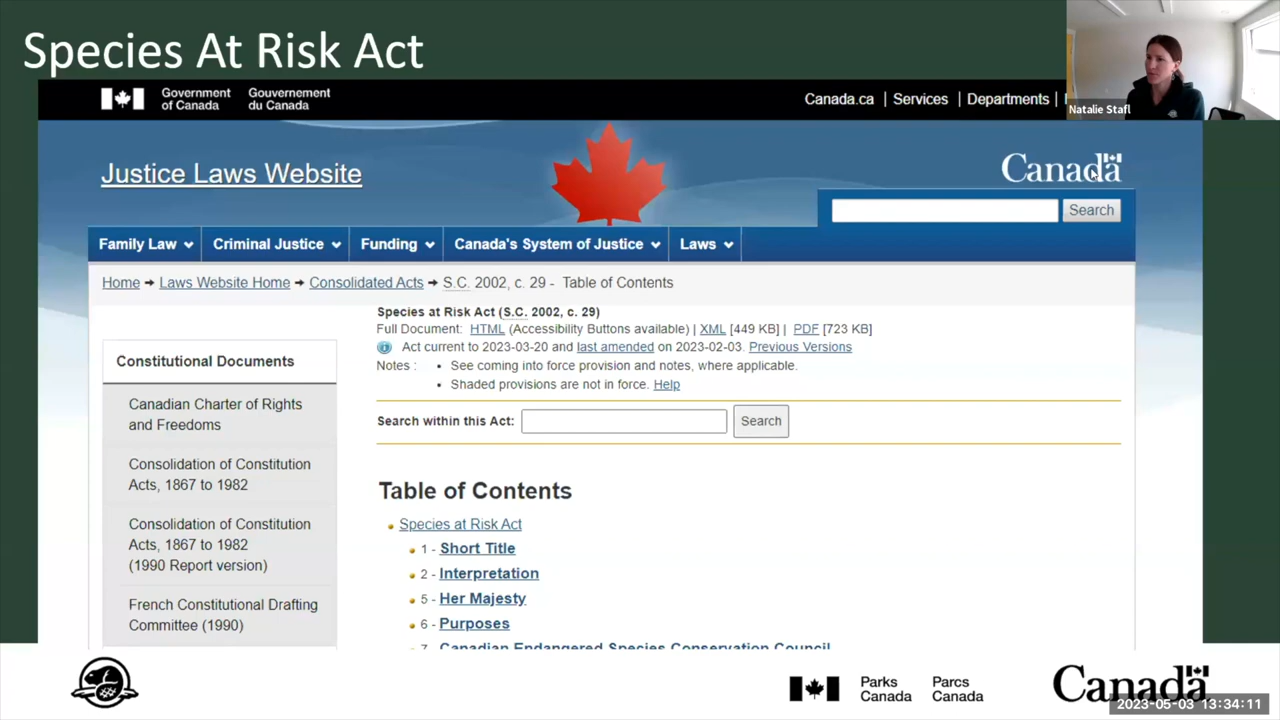 Species At Risk Act
Government of Canada
Gouvernement du Canada
Canada.ca | Services | Departments |
Natalie Stafl
Justice Laws Website
Canada
Search
Family Law
Criminal Justice
Funding
Canada's System of Justice
Laws
Home ➞ Laws Website Home ➞ Consolidated Acts ➞ S.C. 2002, c. 29 - Table of Contents
Species at Risk Act (S.C. 2002, c. 29)
Full Document: HTML (Accessibility Buttons available) | XML [449 KB] | PDF [723 KB]
Act current to 2023-03-20 and last amended on 2023-02-03. Previous Versions
Notes :
• See coming into force provision and notes, where applicable.
• Shaded provisions are not in force. Help
Search within this Act:
Search
Constitutional Documents
Canadian Charter of Rights
and Freedoms
Consolidation of Constitution
Acts, 1867 to 1982
Consolidation of Constitution
Acts, 1867 to 1982
(1990 Report version)
French Constitutional Drafting
Committee (1990)
Table of Contents
Species at Risk Act
1 - Short Title
2 - Interpretation
5 - Her Majesty
6 - Purposes
7 - Canadian Endangered Species Conservation Council
Parks Canada
Parcs Canada
Canada
2023-05-03 13:34:11